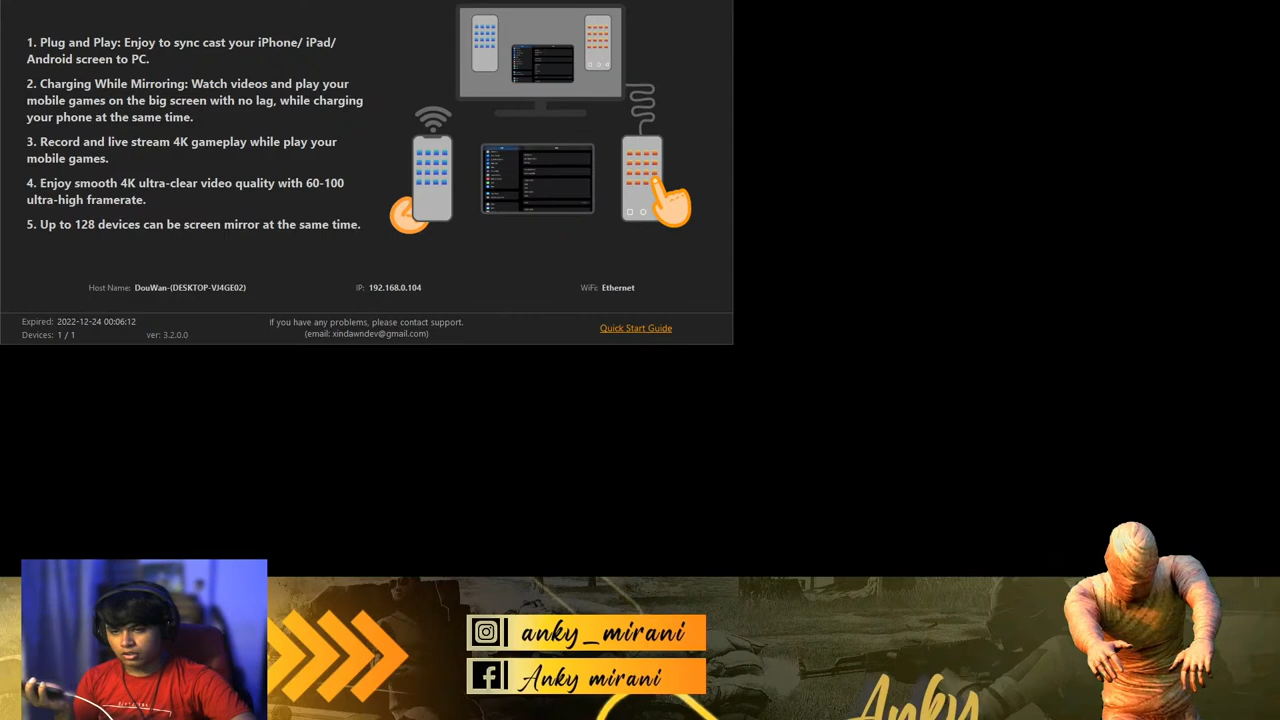 1. Plug and Play: Enjoy to sync cast your iPhone/ iPad/
Android screen to PC.
2. Charging While Mirroring: Watch videos and play your
mobile games on the big screen with no lag, while charging
your phone at the same time.
3. Record and live stream 4K gameplay while play your
mobile games.
4. Enjoy smooth 4K ultra-clear video quality with 60-100
ultra-high framerate.
5. Up to 128 devices can be screen mirror at the same time.
Host Name: DouWan-(DESKTOP-VJ4GE02)
IP: 192.168.0.104
WiFi: Ethernet
Expired: 2022-12-24 00:06:12
Devices: 1 / 1
ver: 3.2.0.0
If you have any problems, please contact support.
(email: xindawndev@gmail.com)
Quick Start Guide
anky_mirani
Anky mirani
Anky